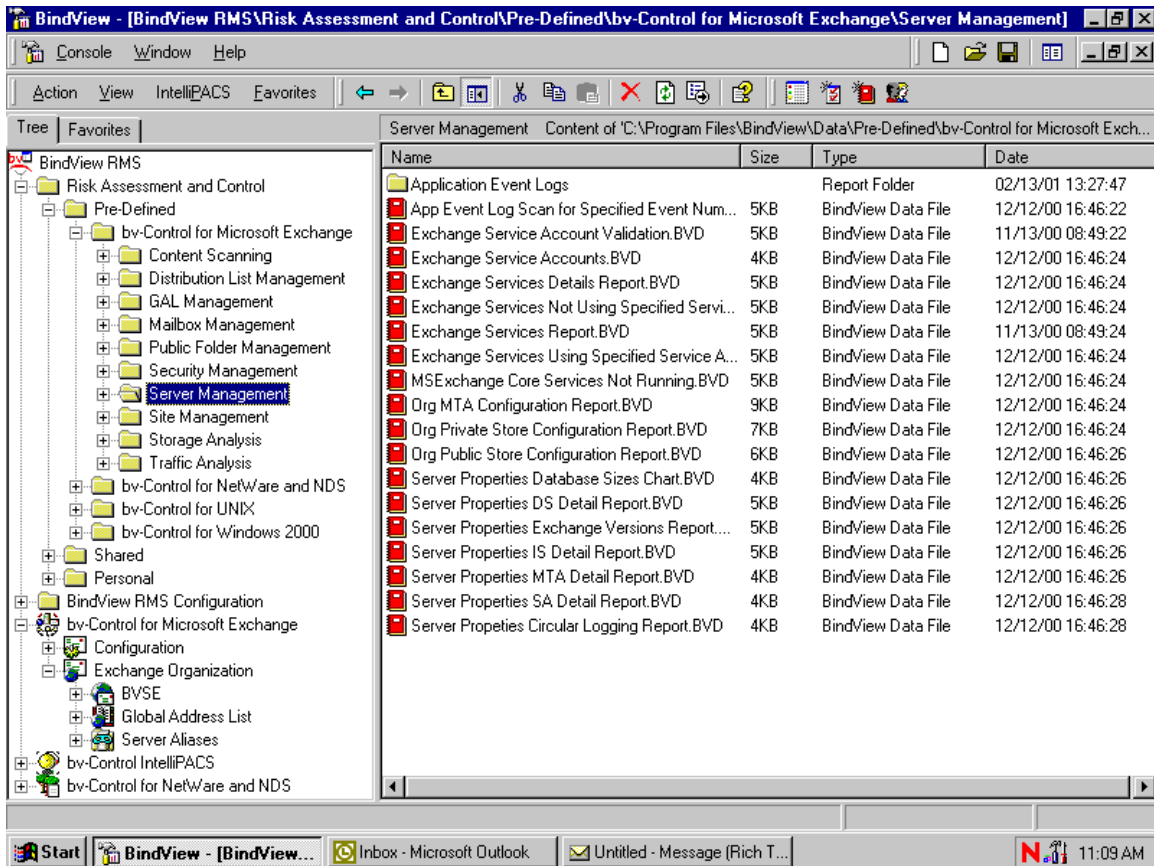 BindView - [BindView RMS\Risk Assessment and Control\Pre-Defined\bv-Control for Microsoft Exchange\Server Management]
Console Window Help
Action View IntelliPACS Favorites
Tree Favorites
Server Management Content of 'C:\Program Files\BindView\Data\Pre-Defined\bv-Control for Microsoft Exch...
BindView RMS
Risk Assessment and Control
Pre-Defined
bv-Control for Microsoft Exchange
Content Scanning
Distribution List Management
GAL Management
Mailbox Management
Public Folder Management
Security Management
Server Management
Site Management
Storage Analysis
Traffic Analysis
bv-Control for NetWare and NDS
bv-Control for UNIX
bv-Control for Windows 2000
Shared
Personal
BindView RMS Configuration
bv-Control for Microsoft Exchange
Configuration
Exchange Organization
BVSE
Global Address List
Server Aliases
bv-Control IntelliPACS
bv-Control for NetWare and NDS
Name Size Type Date
Application Event Logs Report Folder 02/13/01 13:27:47
App Event Log Scan for Specified Event Num... 5KB BindView Data File 12/12/00 16:46:22
Exchange Service Account Validation.BVD 5KB BindView Data File 11/13/00 08:49:22
Exchange Service Accounts.BVD 4KB BindView Data File 12/12/00 16:46:24
Exchange Services Details Report.BVD 5KB BindView Data File 12/12/00 16:46:24
Exchange Services Not Using Specified Servi... 5KB BindView Data File 12/12/00 16:46:24
Exchange Services Report.BVD 5KB BindView Data File 11/13/00 08:49:24
Exchange Services Using Specified Service A... 5KB BindView Data File 12/12/00 16:46:24
MSExchange Core Services Not Running.BVD 5KB BindView Data File 12/12/00 16:46:24
Org MTA Configuration Report.BVD 9KB BindView Data File 12/12/00 16:46:24
Org Private Store Configuration Report.BVD 7KB BindView Data File 12/12/00 16:46:24
Org Public Store Configuration Report.BVD 6KB BindView Data File 12/12/00 16:46:24
Server Properties Database Sizes Chart.BVD 4KB BindView Data File 12/12/00 16:46:26
Server Properties DS Detail Report.BVD 5KB BindView Data File 12/12/00 16:46:26
Server Properties Exchange Versions Report.... 5KB BindView Data File 12/12/00 16:46:26
Server Properties IS Detail Report.BVD 5KB BindView Data File 12/12/00 16:46:26
Server Properties MTA Detail Report.BVD 4KB BindView Data File 12/12/00 16:46:26
Server Properties SA Detail Report.BVD 4KB BindView Data File 12/12/00 16:46:28
Server Propeties Circular Logging Report.BVD 4KB BindView Data File 12/12/00 16:46:28
Start BindView - [BindView... Inbox - Microsoft Outlook Untitled - Message (Rich T... N 11:09 AM